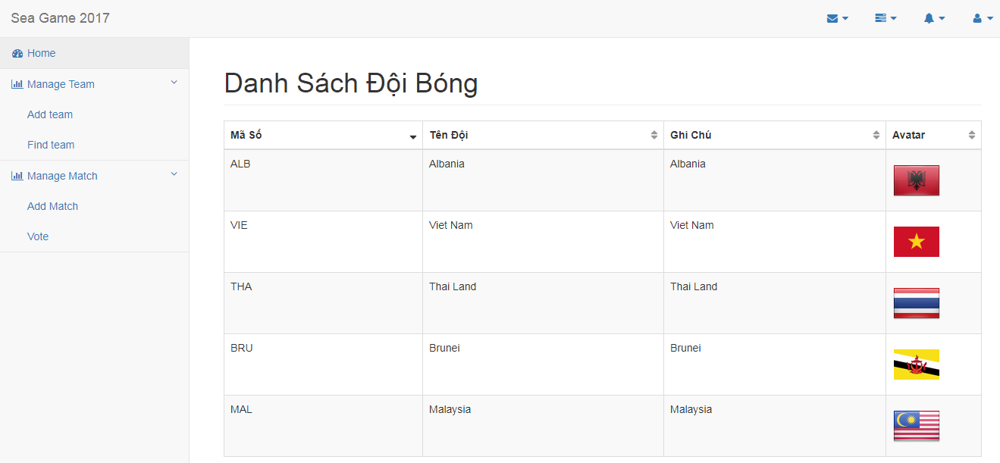 Sea Game 2017
Home
Manage Team
Add team
Find team
Manage Match
Add Match
Vote
Danh Sách Đội Bóng
Mã Số Tên Đội Ghi Chú Avatar
ALB Albania Albania
VIE Viet Nam Viet Nam
THA Thai Land Thai Land
BRU Brunei Brunei
MAL Malaysia Malaysia